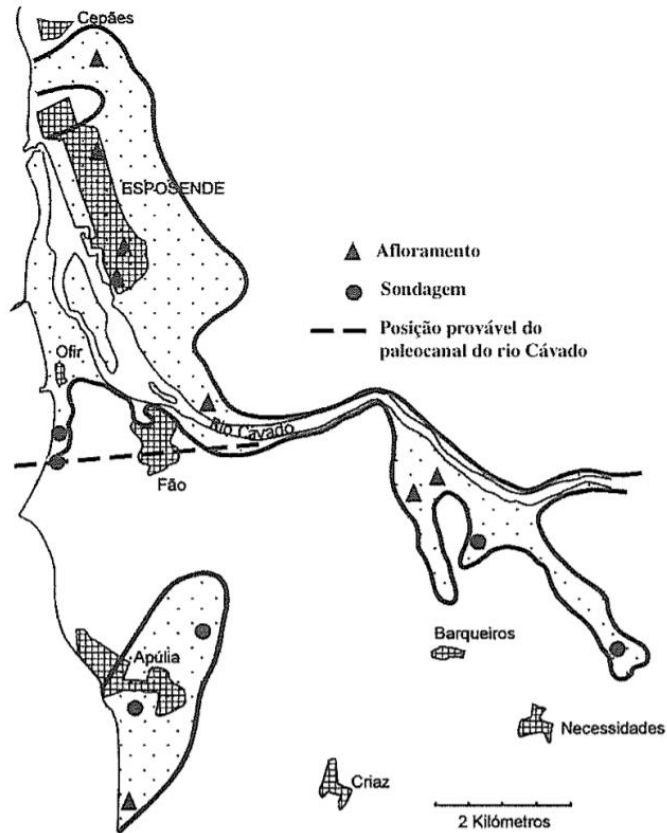 Cepães
ESPOSENDE
Afloramento
Sondagem
Posição provável do
paleocanal do rio Cávado
Ofir
Rio Cávado
Fão
Barqueiros
Apúlia
Necessidades
Criaz
2 Kilómetros